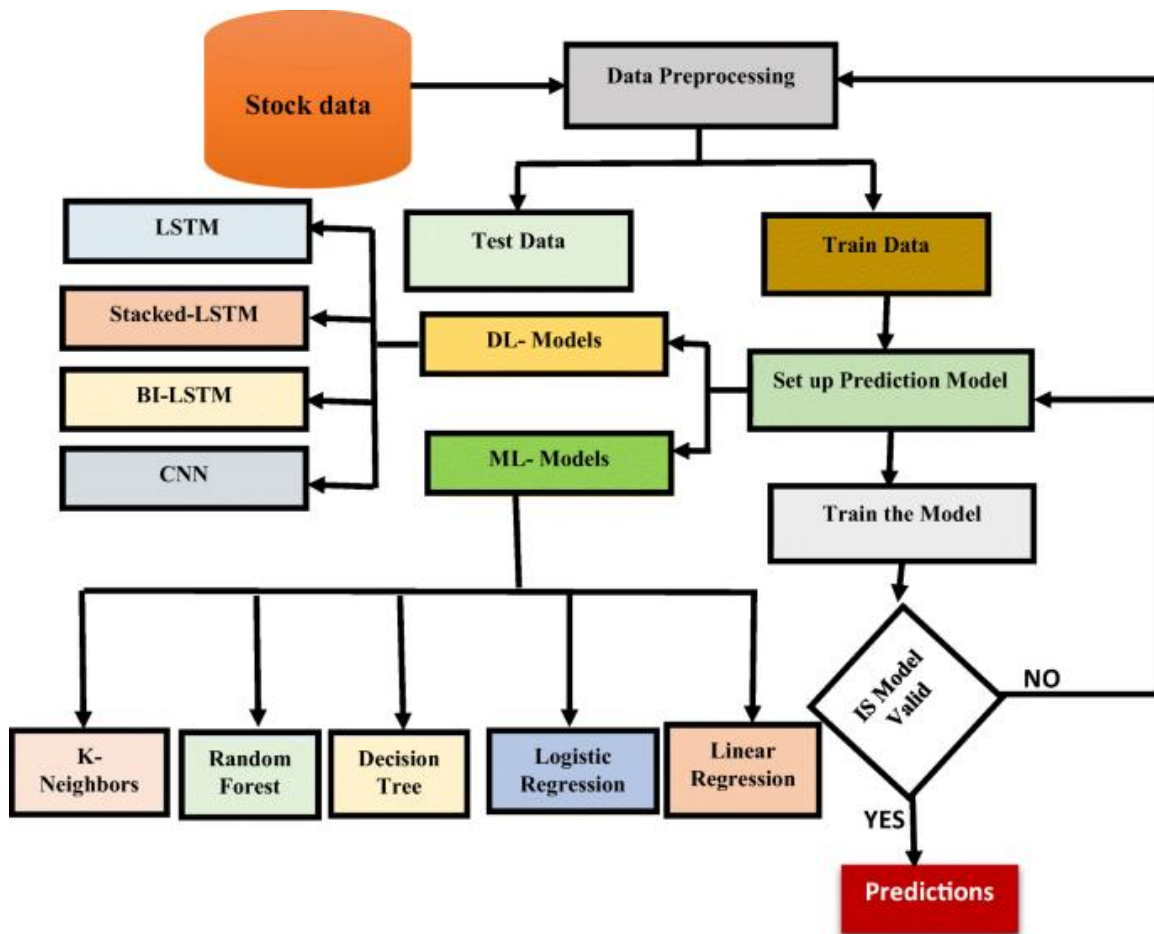 Stock data
Data Preprocessing
Test Data
Train Data
LSTM
Stacked-LSTM
BI-LSTM
CNN
DL- Models
ML- Models
Set up Prediction Model
Train the Model
IS Model
Valid
NO
YES
K-
Neighbors
Random
Forest
Decision
Tree
Logistic
Regression
Linear
Regression
Predictions